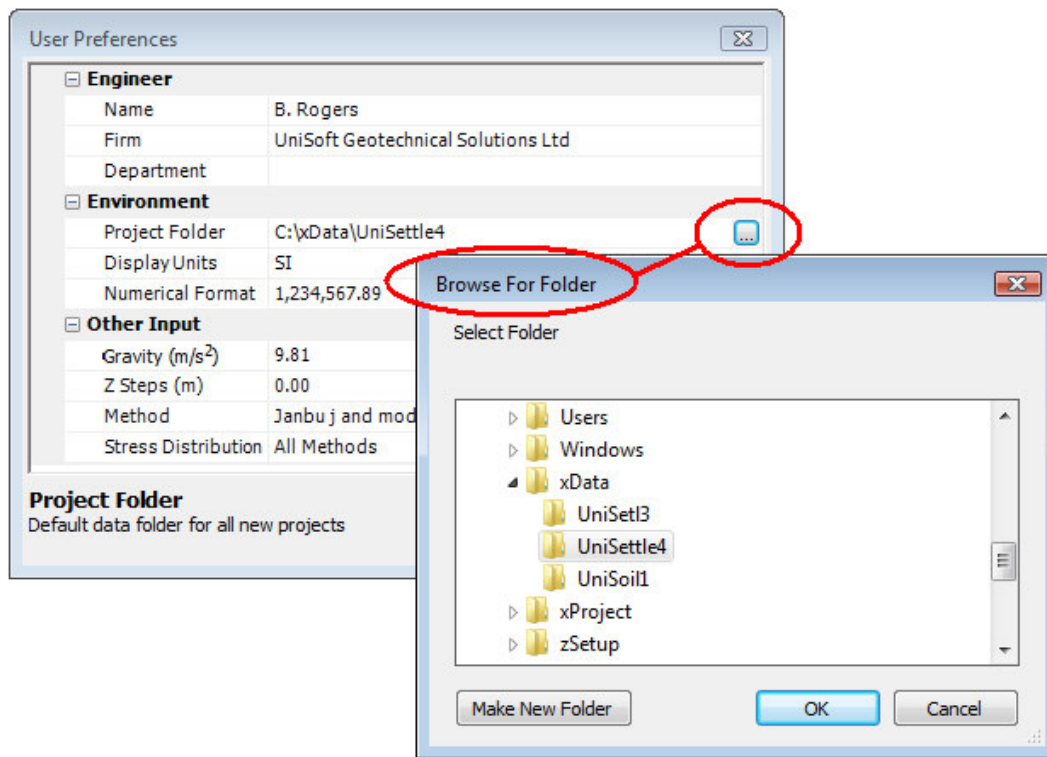 User Preferences
Engineer
Name B. Rogers
Firm UniSoft Geotechnical Solutions Ltd
Department
Environment
Project Folder C:\xData\UniSettle4 ...
Display Units SI
Numerical Format 1,234,567.89
Other Input
Gravity (m/s²) 9.81
Z Steps (m) 0.00
Method Janbu j and mod
Stress Distribution All Methods
Project Folder
Default data folder for all new projects
Browse For Folder
Select Folder
Users
Windows
xData
UniSetl3
UniSettle4
UniSoil1
xProject
zSetup
Make New Folder OK Cancel